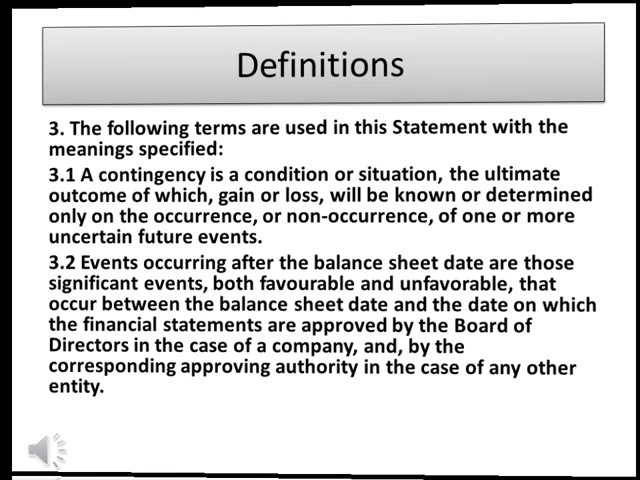 Definitions
3. The following terms are used in this Statement with the
meanings specified:
3.1 A contingency is a condition or situation, the ultimate
outcome of which, gain or loss, will be known or determined
only on the occurrence, or non-occurrence, of one or more
uncertain future events.
3.2 Events occurring after the balance sheet date are those
significant events, both favourable and unfavorable, that
occur between the balance sheet date and the date on which
the financial statements are approved by the Board of
Directors in the case of a company, and, by the
corresponding approving authority in the case of any other
entity.